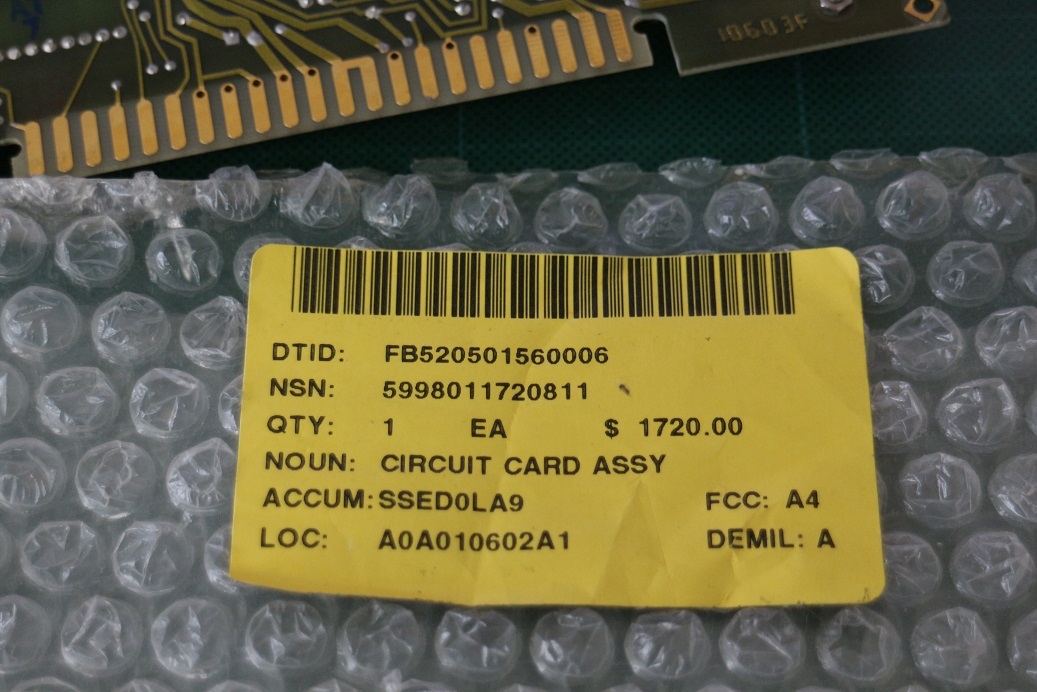 10603F
DTID: FB520501560006
NSN: 5998011720811
QTY: 1 EA $ 1720.00
NOUN: CIRCUIT CARD ASSY
ACCUM: SSED0LA9 FCC: A4
LOC: A0A010602A1 DEMIL: A